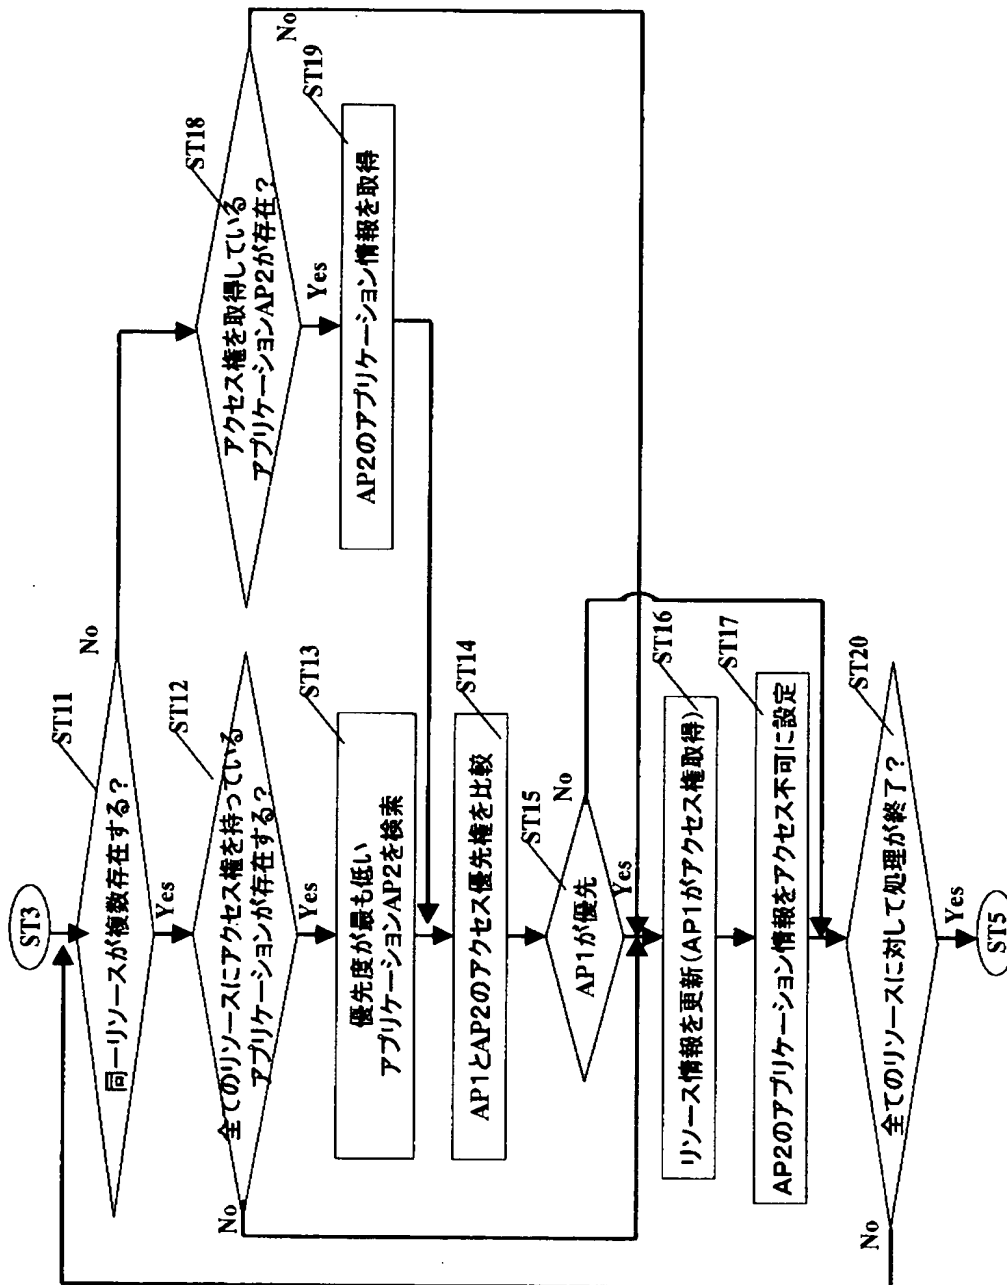 ST3
ST11
同一リソースが複数存在する?
No
Yes
ST12
全てのリソースにアクセス権を持っている
アプリケーションが存在する?
No
Yes
ST13
優先度が最も低い
アプリケーションAP2を検索
ST14
AP1とAP2のアクセス優先権を比較
ST15
AP1が優先
No
Yes
ST16
リソース情報を更新(AP1がアクセス権取得)
ST17
AP2のアプリケーション情報をアクセス不可に設定
ST18
アクセス権を取得している
アプリケーションAP2が存在?
No
Yes
ST19
AP2のアプリケーション情報を取得
ST20
全てのリソースに対して処理が終了?
No
Yes
ST5